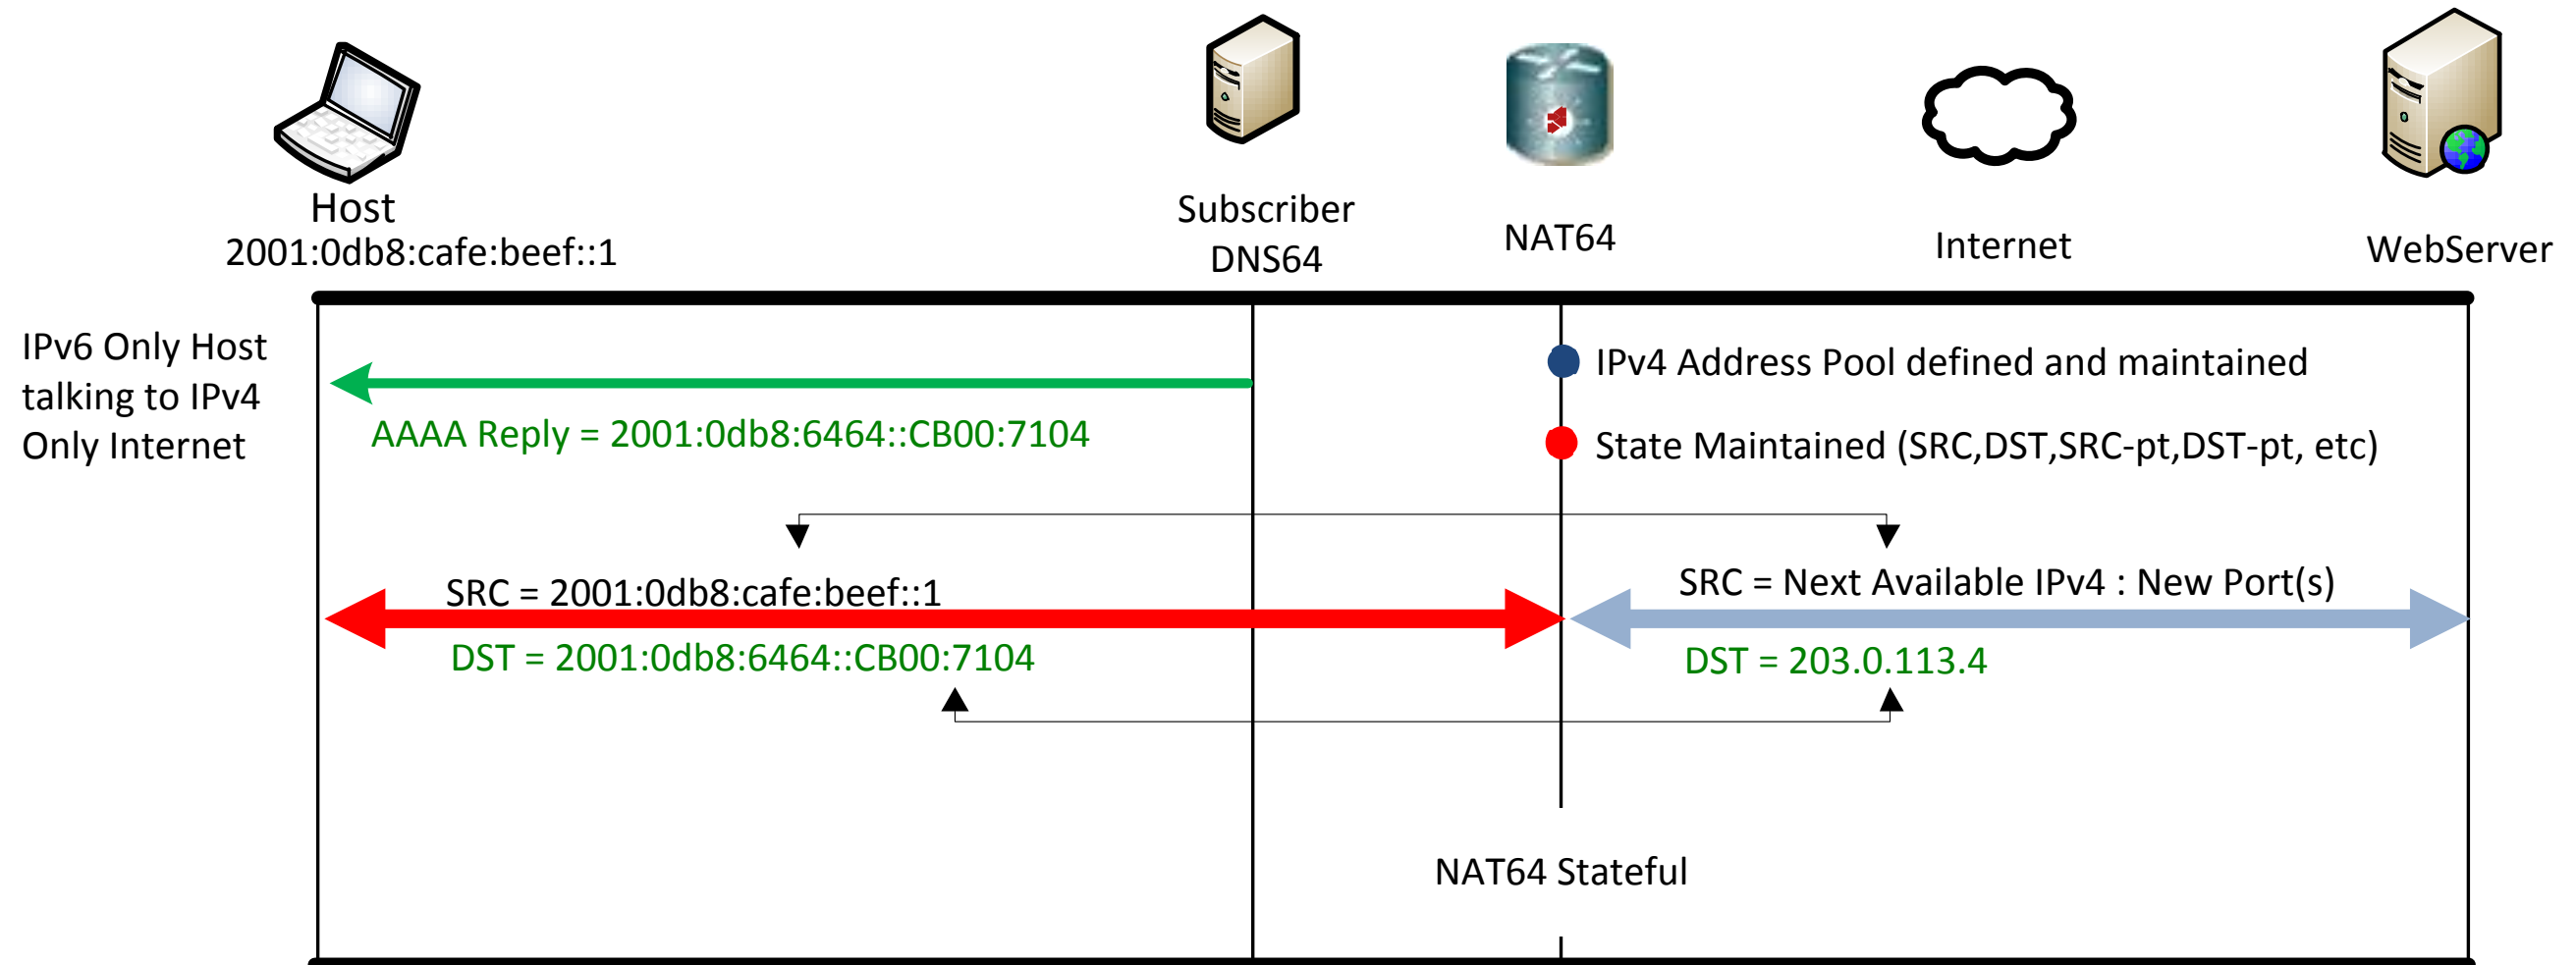 Host
2001:0db8:cafe:beef::1
Subscriber
DNS64
NAT64
Internet
WebServer
IPv6 Only Host
talking to IPv4
Only Internet
AAAA Reply = 2001:0db8:6464::CB00:7104
IPv4 Address Pool defined and maintained
State Maintained (SRC,DST,SRC-pt,DST-pt, etc)
SRC = 2001:0db8:cafe:beef::1
DST = 2001:0db8:6464::CB00:7104
SRC = Next Available IPv4 : New Port(s)
DST = 203.0.113.4
NAT64 Stateful